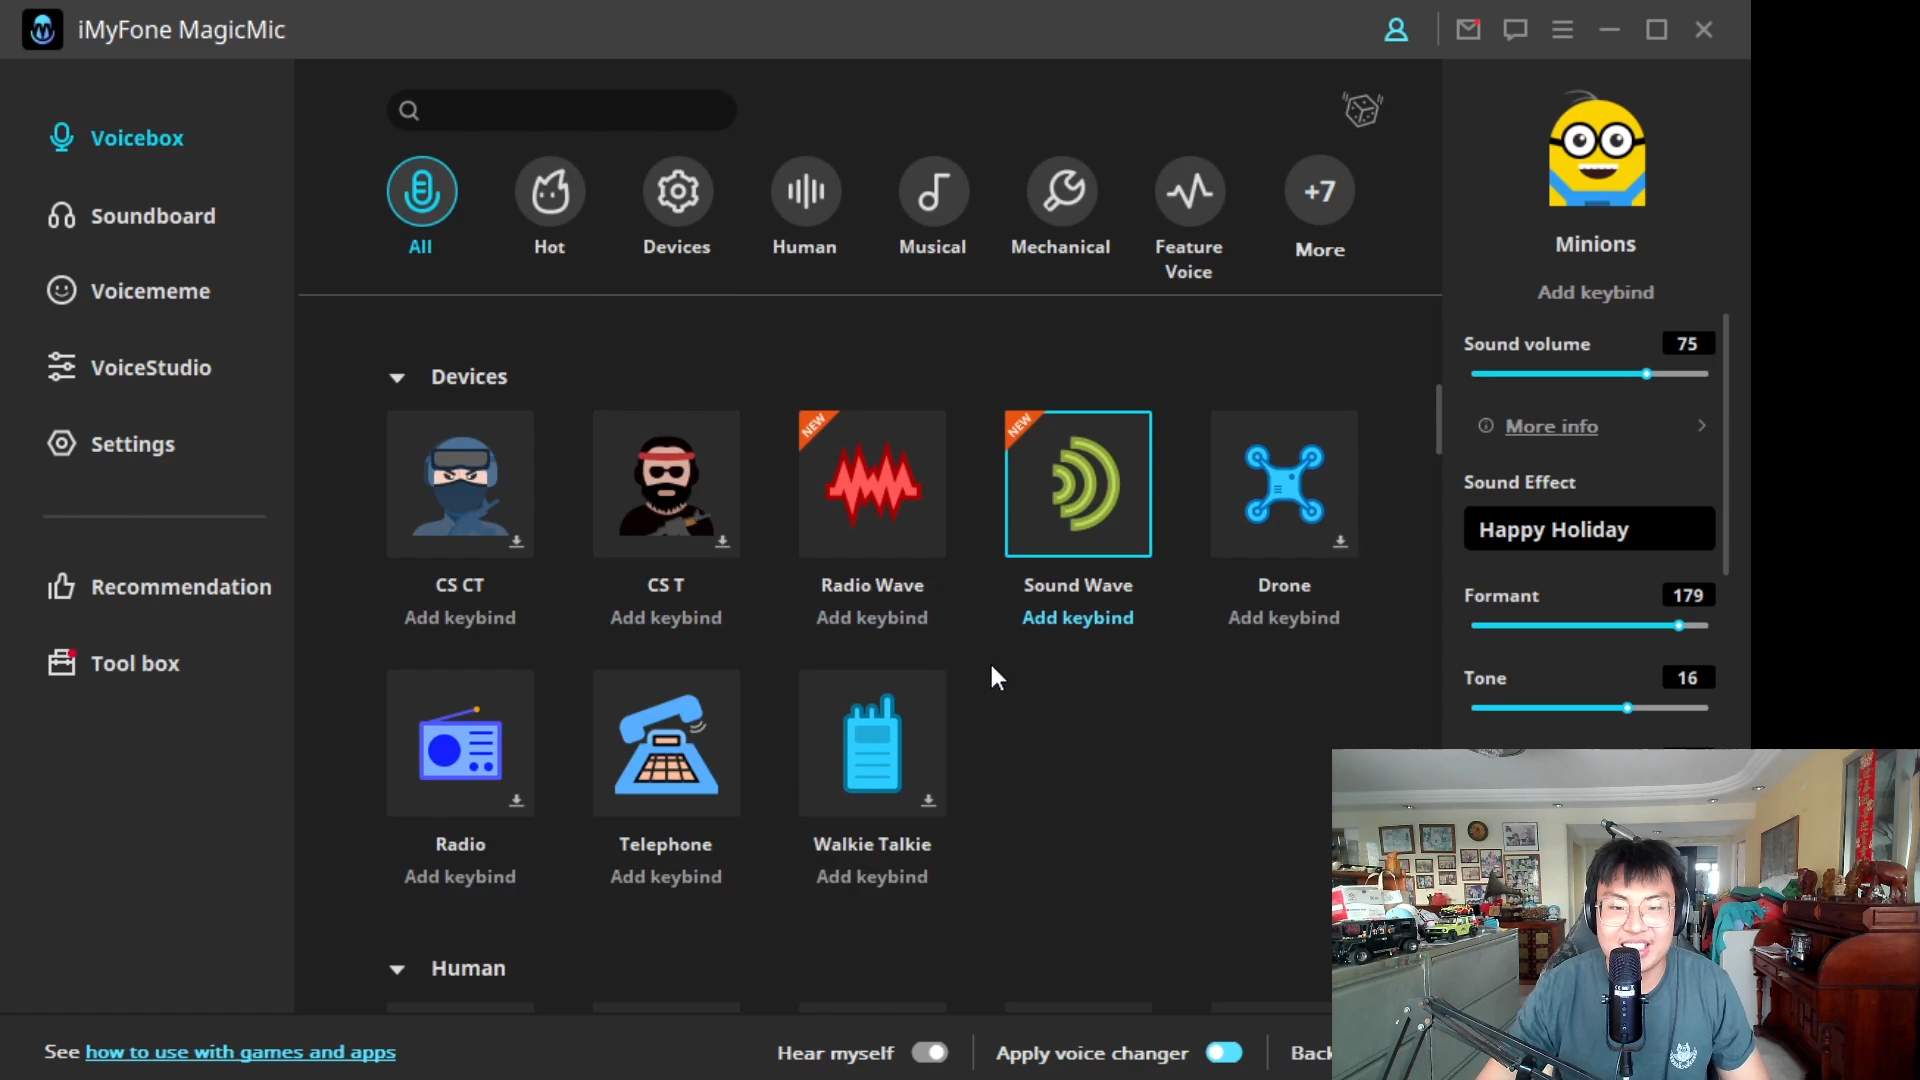 iMyFone MagicMic
Voicebox
Soundboard
Voicememe
VoiceStudio
Settings
Recommendation
Tool box
All
Hot
Devices
Human
Musical
Mechanical
Feature
Voice
+7
More
Devices
NEW
NEW
CS CT
CS T
Radio Wave
Sound Wave
Drone
Add keybind
Add keybind
Add keybind
Add keybind
Add keybind
Radio
Telephone
Walkie Talkie
Add keybind
Add keybind
Add keybind
Human
Minions
Add keybind
Sound volume 75
More info
Sound Effect
Happy Holiday
Formant 179
Tone 16
See how to use with games and apps
Hear myself
Apply voice changer
Back